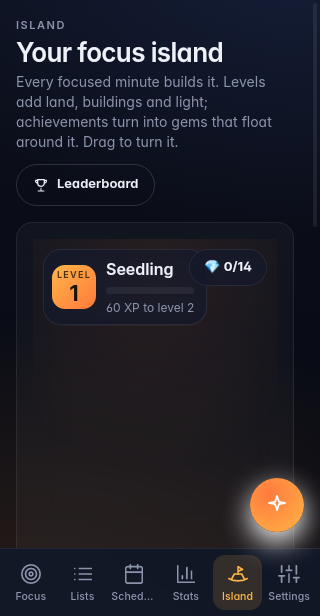 ISLAND
Your focus island
Every focused minute builds it. Levels
add land, buildings and light;
achievements turn into gems that float
around it. Drag to turn it.
Leaderboard
LEVEL
1
Seedling
60 XP to level 2
0/14
Focus
Lists
Sched...
Stats
Island
Settings